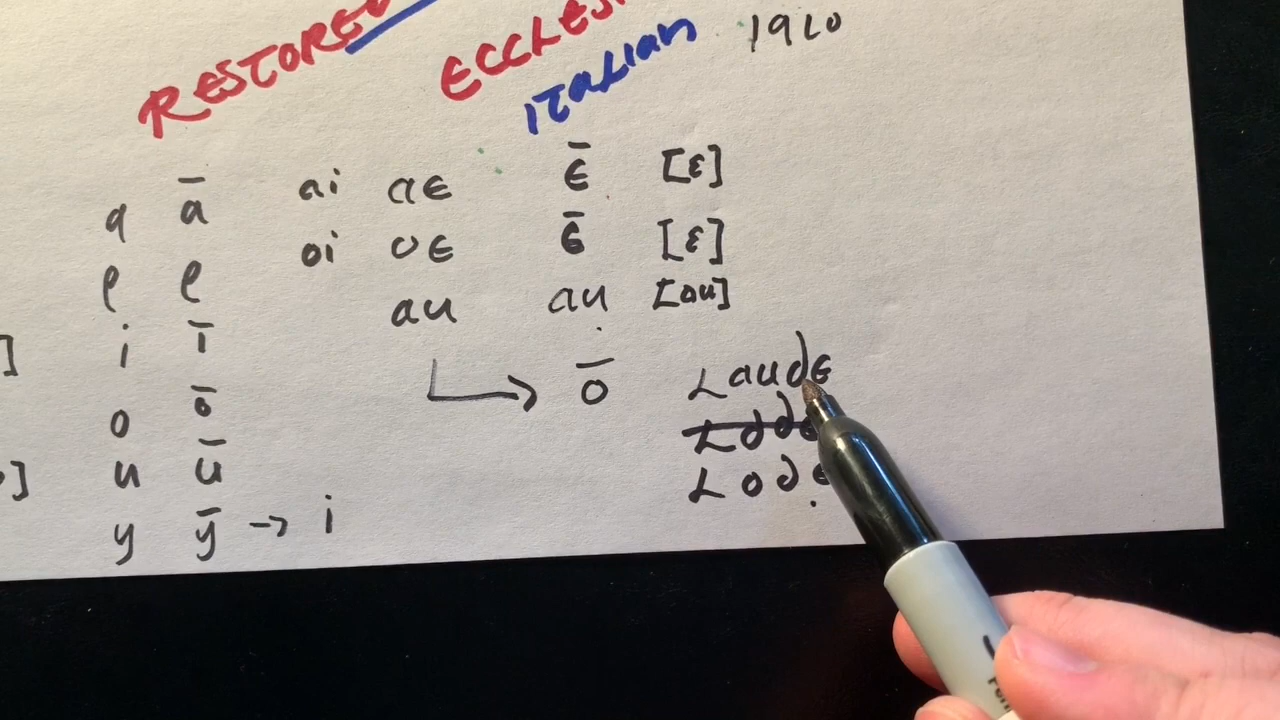 RESTORED ECCLES
ITALIAN 1910
a ā ai ae ē [ɛ]
e e oi oe ē [ɛ]
] i ī au au [au]
o ō ō Laude
] u ū Lode
y ȳ → i Lode